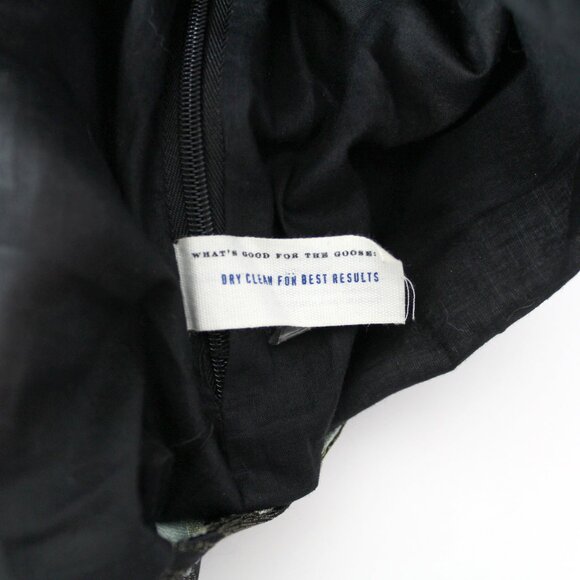 WHAT'S GOOD FOR THE GOOSE:
DRY CLEAN FOR BEST RESULTS